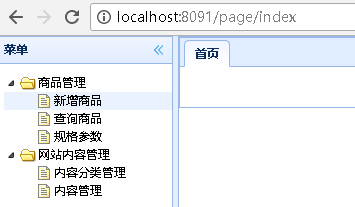 localhost:8091/page/index
菜单
首页
商品管理
新增商品
查询商品
规格参数
网站内容管理
内容分类管理
内容管理